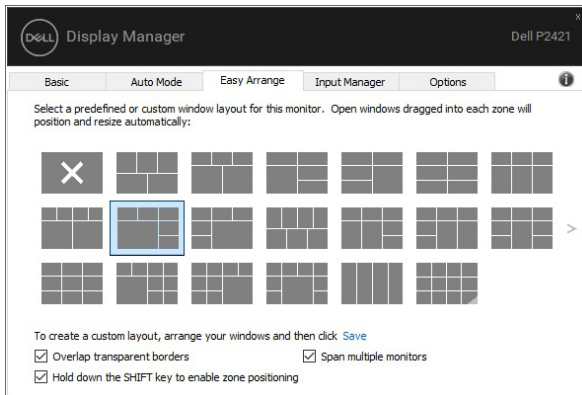 DELL Display Manager
Dell P2421
Basic Auto Mode Easy Arrange Input Manager Options
Select a predefined or custom window layout for this monitor. Open windows dragged into each zone will
position and resize automatically:
To create a custom layout, arrange your windows and then click Save
Overlap transparent borders
Span multiple monitors
Hold down the SHIFT key to enable zone positioning